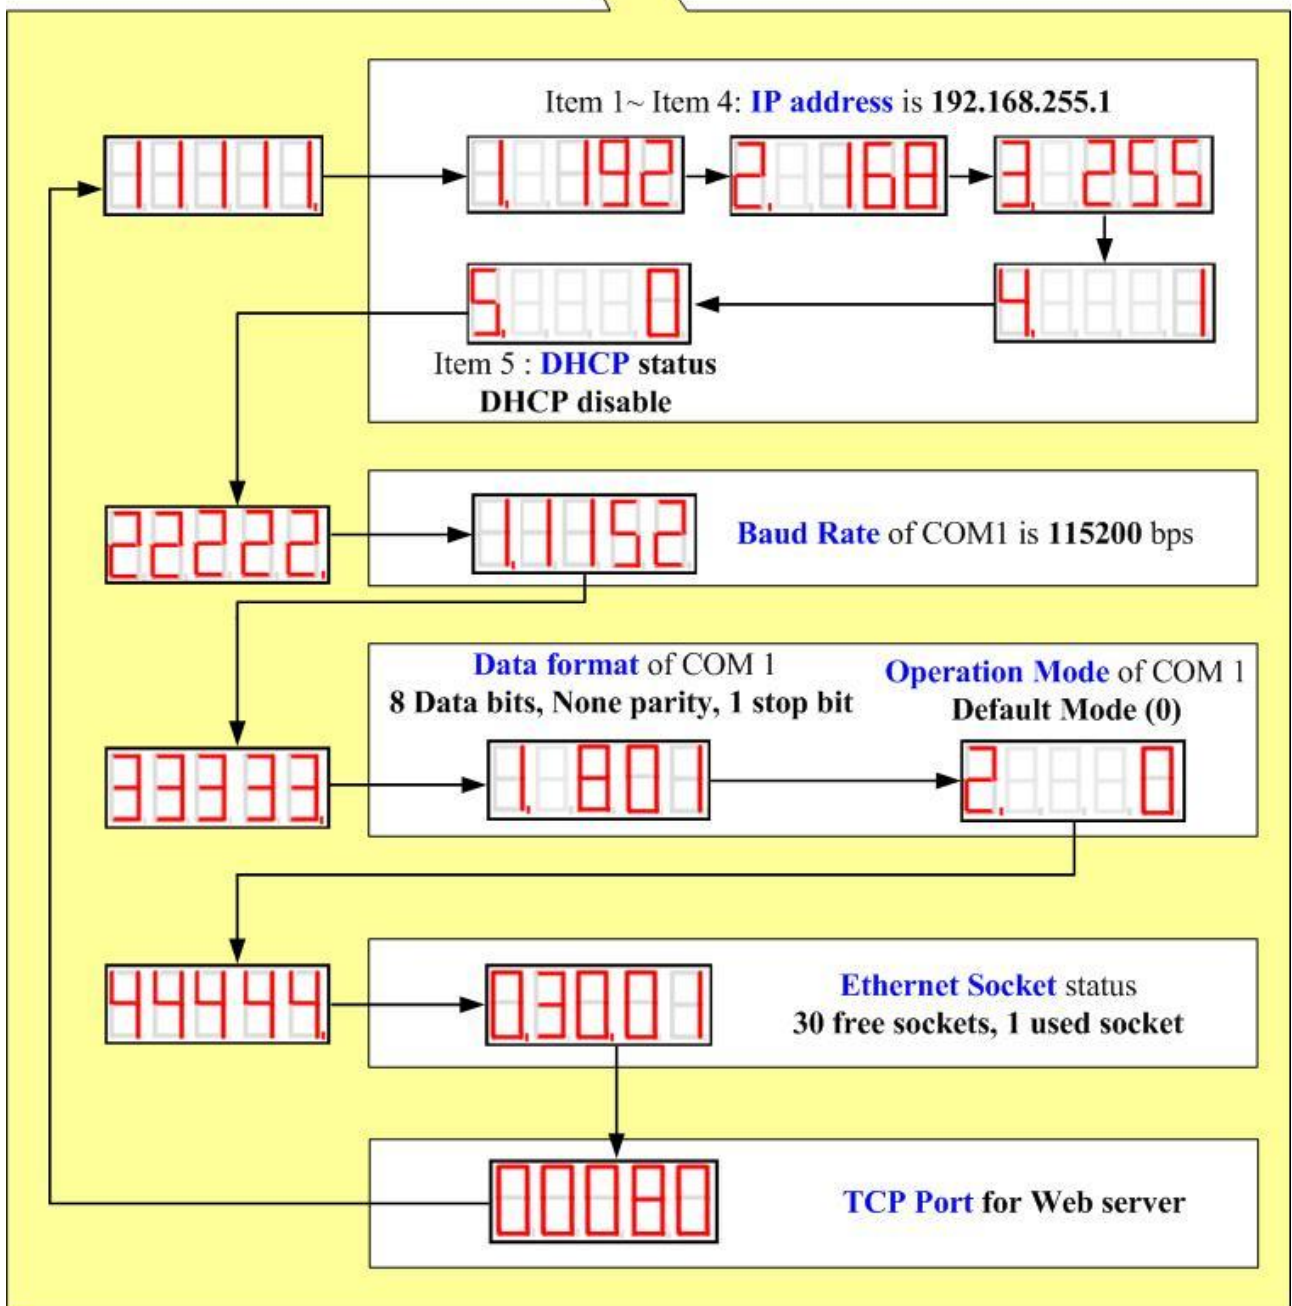 Item 1~ Item 4: IP address is 192.168.255.1
11111.
1. 192
2. 168
3. 255
5. 0
4. 1
Item 5 : DHCP status
DHCP disable
22222.
1.1152
Baud Rate of COM1 is 115200 bps
Data format of COM 1
8 Data bits, None parity, 1 stop bit
Operation Mode of COM 1
Default Mode (0)
33333.
1. 801
2. 0
44444.
0.30.01
Ethernet Socket status
30 free sockets, 1 used socket
00080
TCP Port for Web server